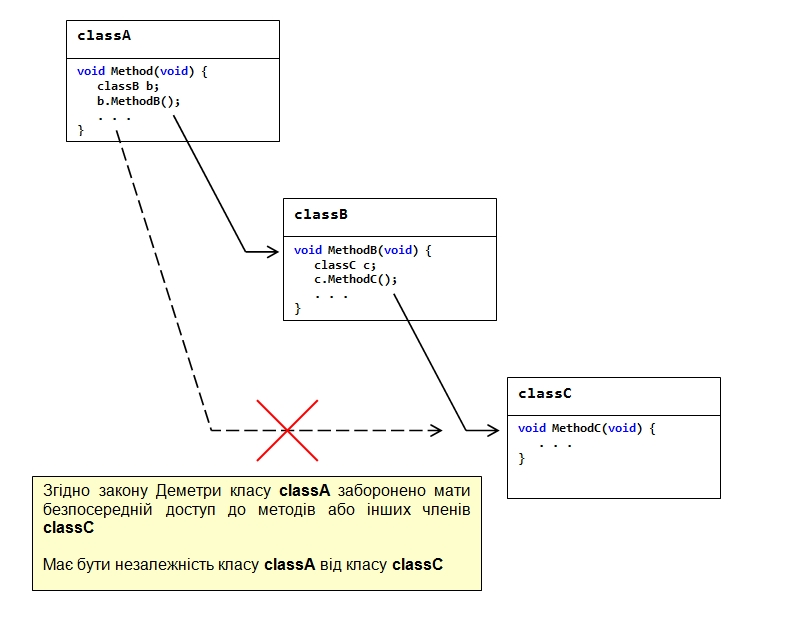 classA
void Method(void) {
classB b;
b.MethodB();
. . .
}
classB
void MethodB(void) {
classC c;
c.MethodC();
. . .
}
classC
void MethodC(void) {
. . .
}
Згідно закону Деметри класу classA заборонено мати
безпосередній доступ до методів або інших членів
classC
Має бути незалежність класу classA від класу classC